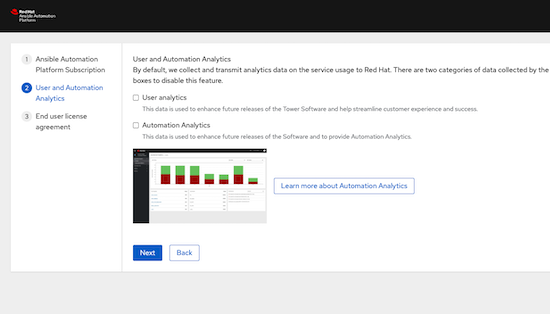 Red Hat
Ansible Automation
Platform
1 Ansible Automation
Platform Subscription
2 User and Automation
Analytics
3 End user license
agreement
User and Automation Analytics
By default, we collect and transmit analytics data on the service usage to Red Hat. There are two categories of data collected by the
boxes to disable this feature.
User analytics
This data is used to enhance future releases of the Tower Software and help streamline customer experience and success.
Automation Analytics
This data is used to enhance future releases of the Software and to provide Automation Analytics.
Learn more about Automation Analytics
Next
Back